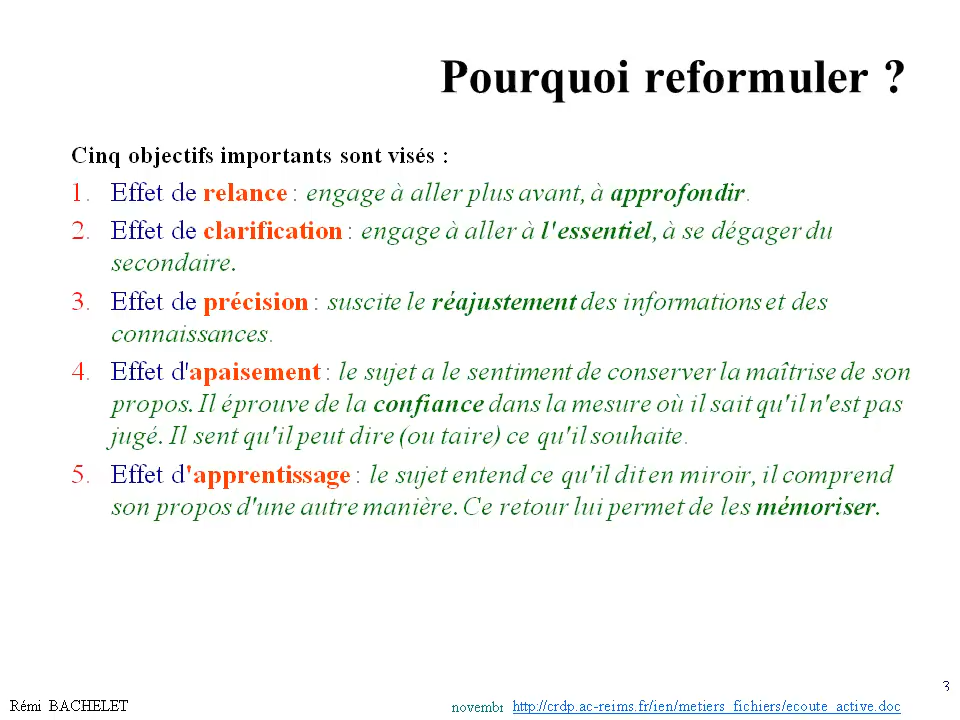 Pourquoi reformuler ?
Cinq objectifs importants sont visés :
1. Effet de relance : engage à aller plus avant, à approfondir.
2. Effet de clarification : engage à aller à l'essentiel, à se dégager du
secondaire.
3. Effet de précision : suscite le réajustement des informations et des
connaissances.
4. Effet d'apaisement : le sujet a le sentiment de conserver la maîtrise de son
propos. Il éprouve de la confiance dans la mesure où il sait qu'il n'est pas
jugé. Il sent qu'il peut dire (ou taire) ce qu'il souhaite.
5. Effet d'apprentissage : le sujet entend ce qu'il dit en miroir, il comprend
son propos d'une autre manière. Ce retour lui permet de les mémoriser.
3
Rémi BACHELET
novembr http://crdp.ac-reims.fr/ien/metiers_fichiers/ecoute_active.doc